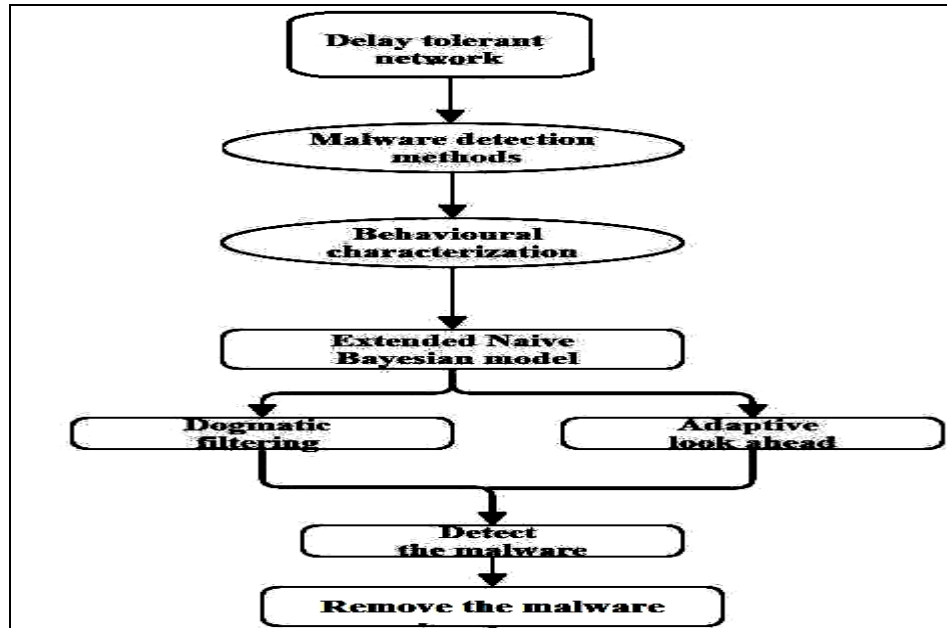 Delay tolerant
network
Malware detection
methods
Behavioural
characterization
Extended Naive
Bayesian model
Dogmatic
filtering
Adaptive
look ahead
Detect
the malware
Remove the malware